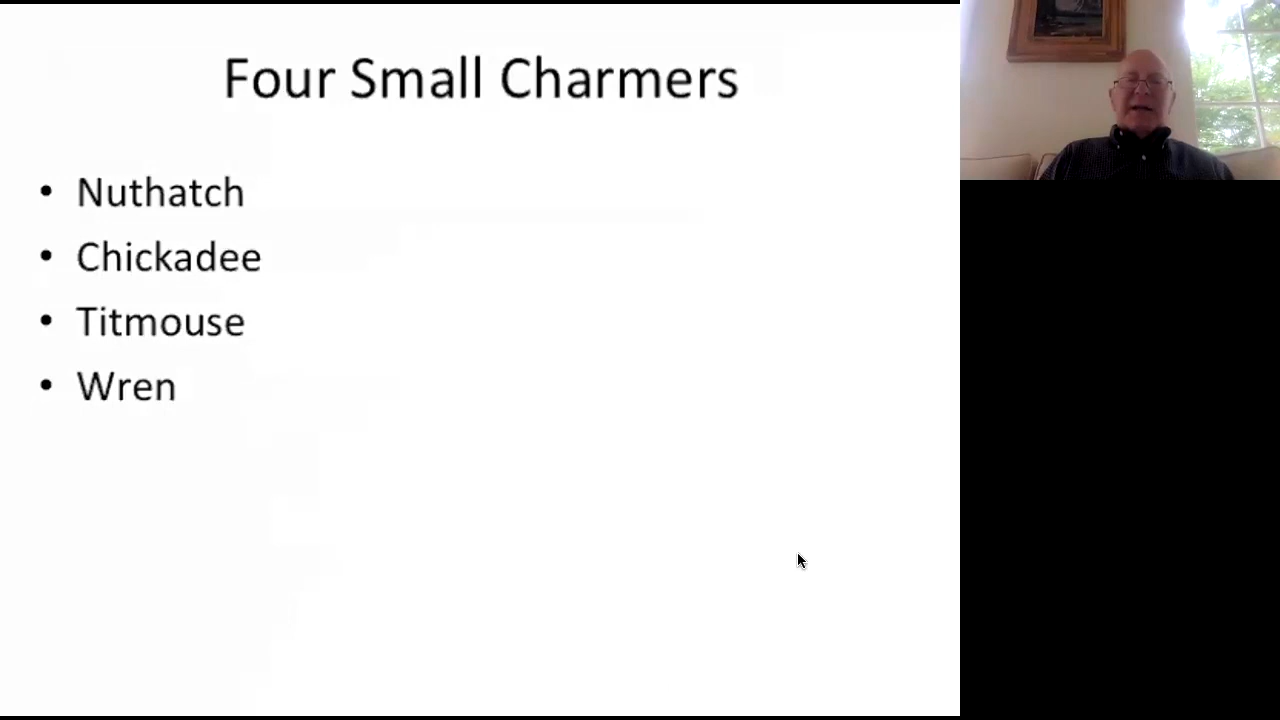 Four Small Charmers
• Nuthatch
• Chickadee
• Titmouse
• Wren